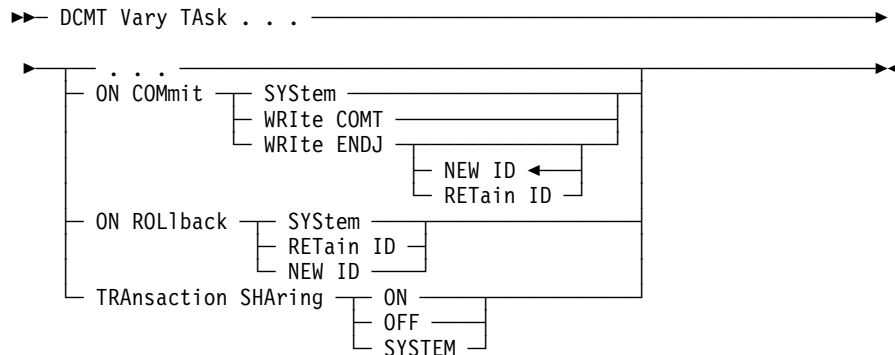 DCMT Vary TAsk . . .
. . .
ON COMmit SYStem
WRIte COMT
WRIte ENDJ
NEW ID
RETain ID
ON ROLlback SYStem
RETain ID
NEW ID
TRAnsaction SHAring ON
OFF
SYSTEM